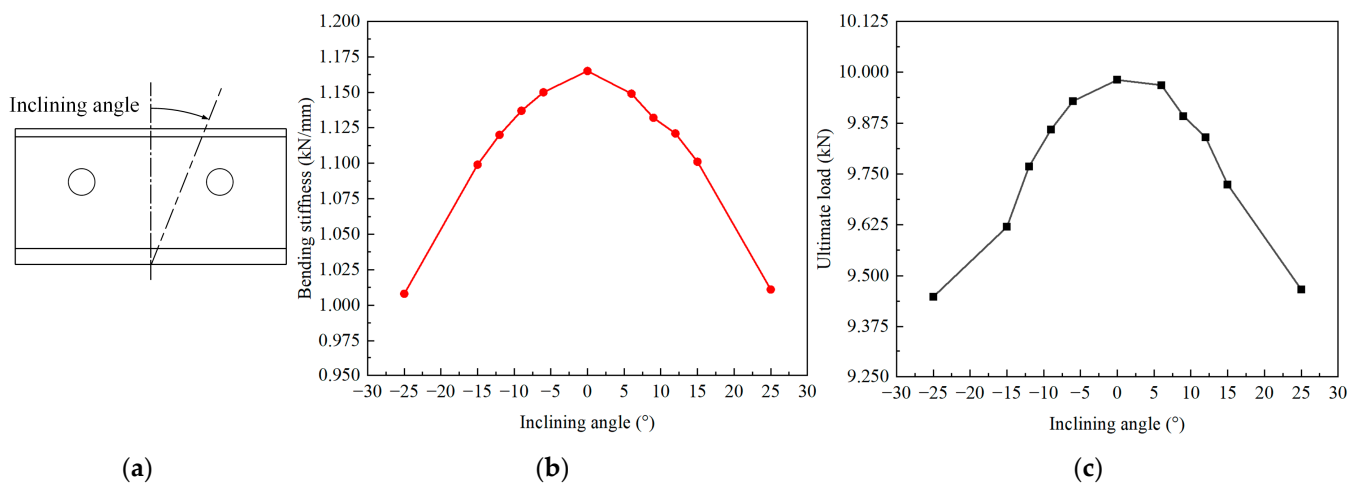 Inclining angle
(a)
Bending stiffness (kN/mm)
1.200
1.175
1.150
1.125
1.100
1.075
1.050
1.025
1.000
0.975
0.950
−30 −25 −20 −15 −10 −5 0 5 10 15 20 25 30
Inclining angle (°)
(b)
Ultimate load (kN)
10.125
10.000
9.875
9.750
9.625
9.500
9.375
9.250
−30 −25 −20 −15 −10 −5 0 5 10 15 20 25 30
Inclining angle (°)
(c)